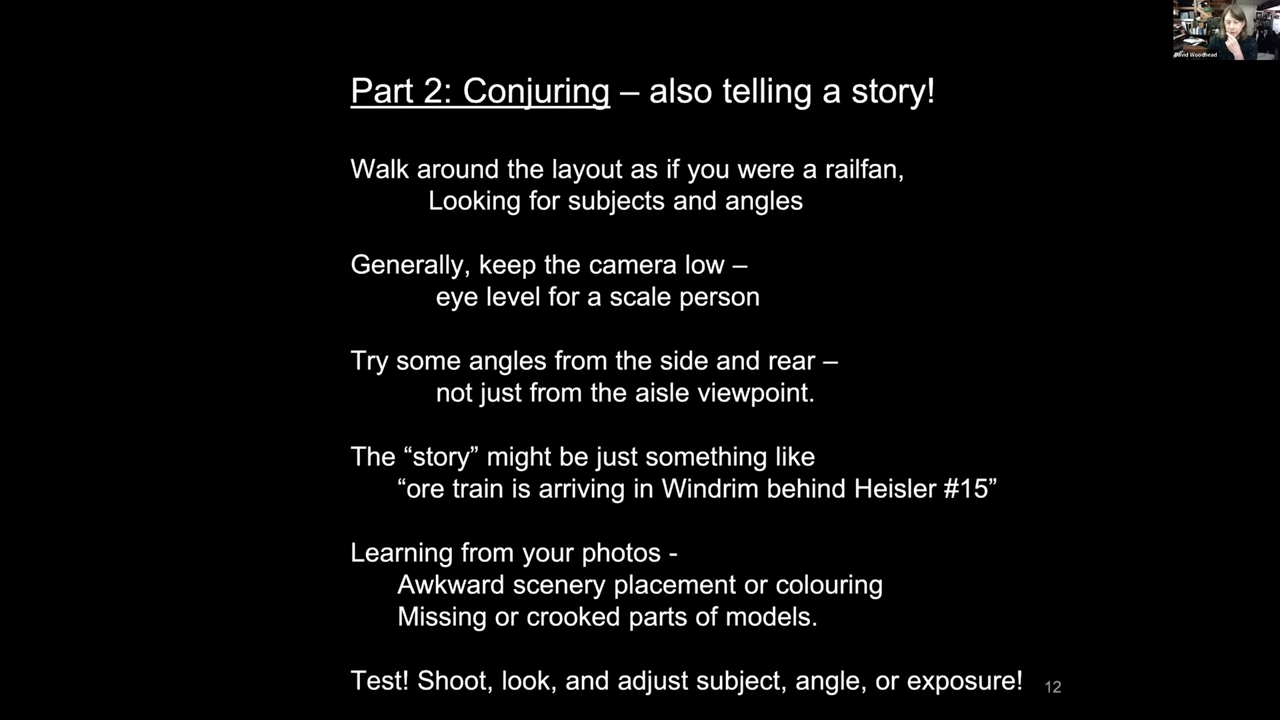 David Woodhead
Part 2: Conjuring – also telling a story!
Walk around the layout as if you were a railfan,
Looking for subjects and angles
Generally, keep the camera low –
eye level for a scale person
Try some angles from the side and rear –
not just from the aisle viewpoint.
The “story” might be just something like
“ore train is arriving in Windrim behind Heisler #15”
Learning from your photos -
Awkward scenery placement or colouring
Missing or crooked parts of models.
Test! Shoot, look, and adjust subject, angle, or exposure!
12